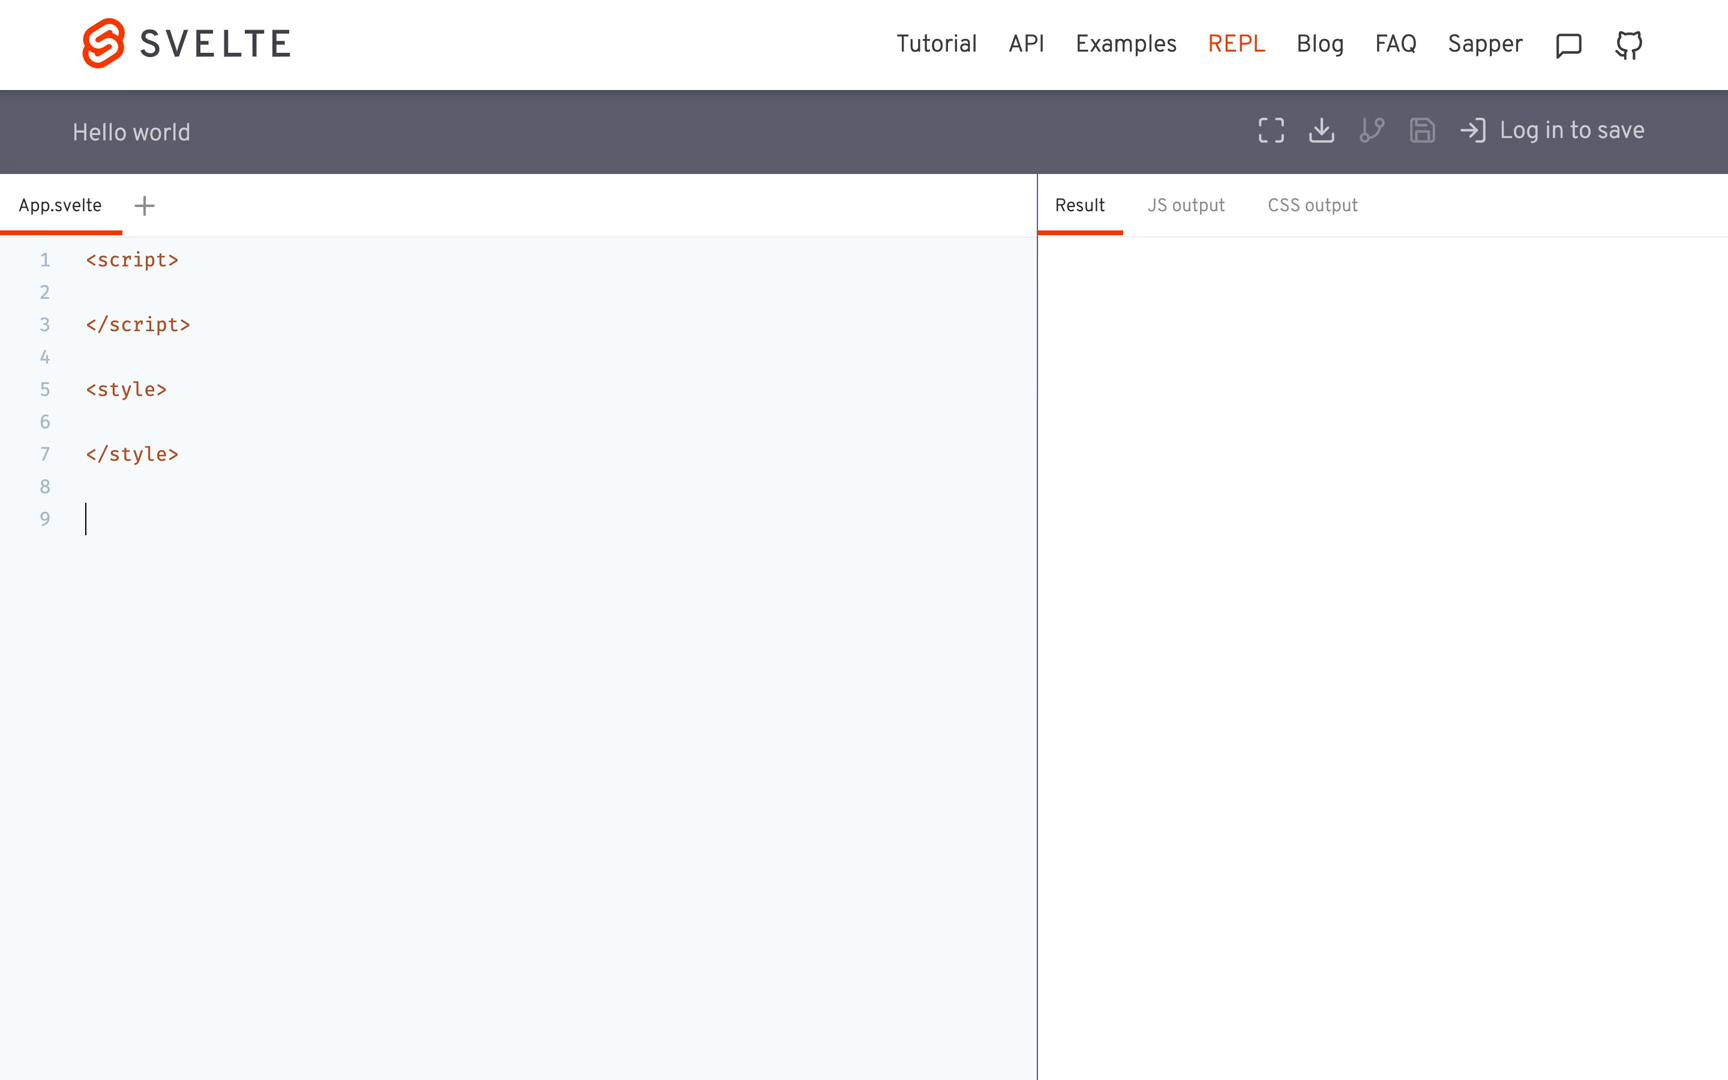 SVELTE
Tutorial API Examples REPL Blog FAQ Sapper
Hello world
Log in to save
App.svelte
Result JS output CSS output
1 <script>
2
3 </script>
4
5 <style>
6
7 </style>
8
9